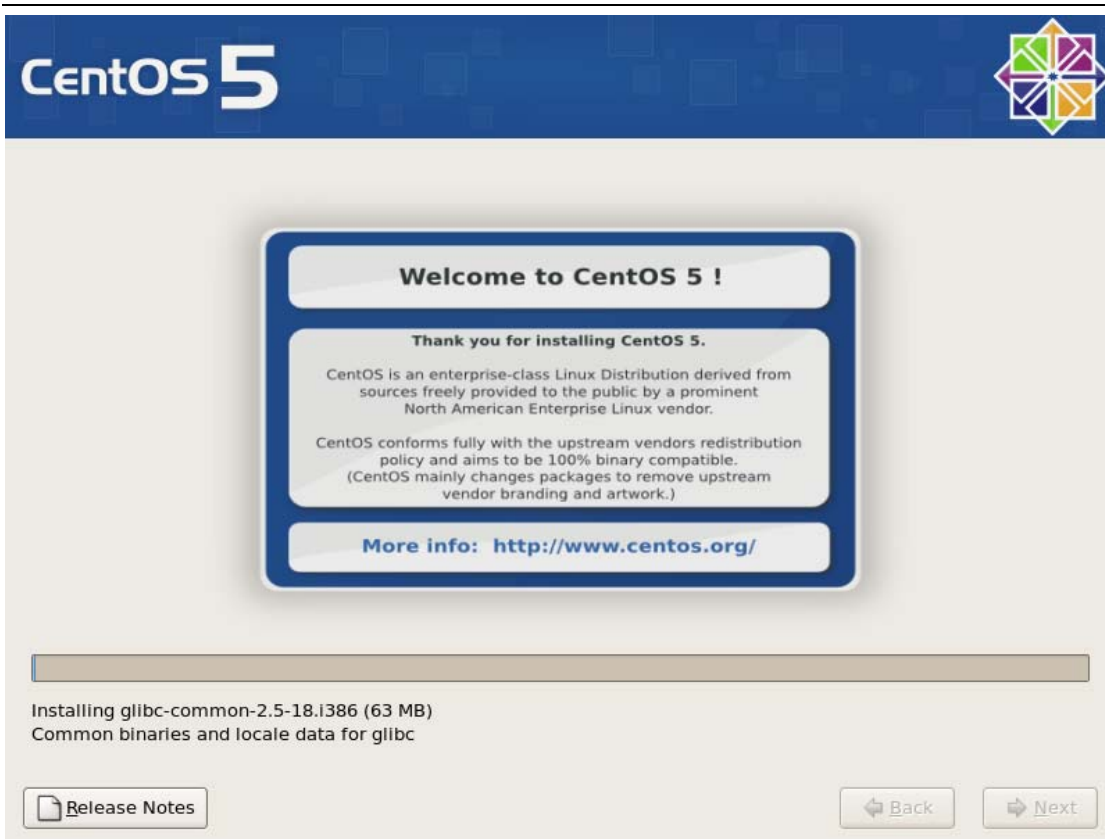 CentOS 5
Welcome to CentOS 5 !
Thank you for installing CentOS 5.
CentOS is an enterprise-class Linux Distribution derived from
sources freely provided to the public by a prominent
North American Enterprise Linux vendor.
CentOS conforms fully with the upstream vendors redistribution
policy and aims to be 100% binary compatible.
(CentOS mainly changes packages to remove upstream
vendor branding and artwork.)
More info: http://www.centos.org/
Installing glibc-common-2.5-18.i386 (63 MB)
Common binaries and locale data for glibc
Release Notes
Back
Next